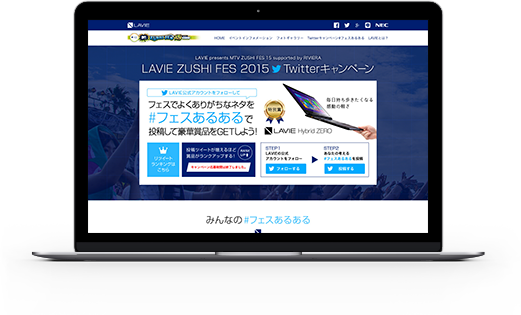 LAVIE
NEC
HOME イベントインフォメーション フォトギャラリー Twitterキャンペーン#フェスあるある LAVIEとは？
LAVIE presents MTV ZUSHI FES 15 supported by RIVIERA
LAVIE ZUSHI FES 2015 Twitterキャンペーン
LAVIE公式アカウントをフォローして
フェスでよくありがちなネタを
#フェスあるあるで
投稿して豪華賞品をGETしよう!
特別賞
毎日持ち歩きたくなる
感動の軽さ
LAVIE Hybrid ZERO
リツイート
ランキングは
こちら
投稿ツイートが増えるほど
賞品がランクアップする!
キャンペーン応募期間は終了しました。
STEP1
LAVIEの公式
アカウントをフォロー
フォローする
STEP2
あなたの考える
#フェスあるあるを投稿
投稿する
みんなの#フェスあるある